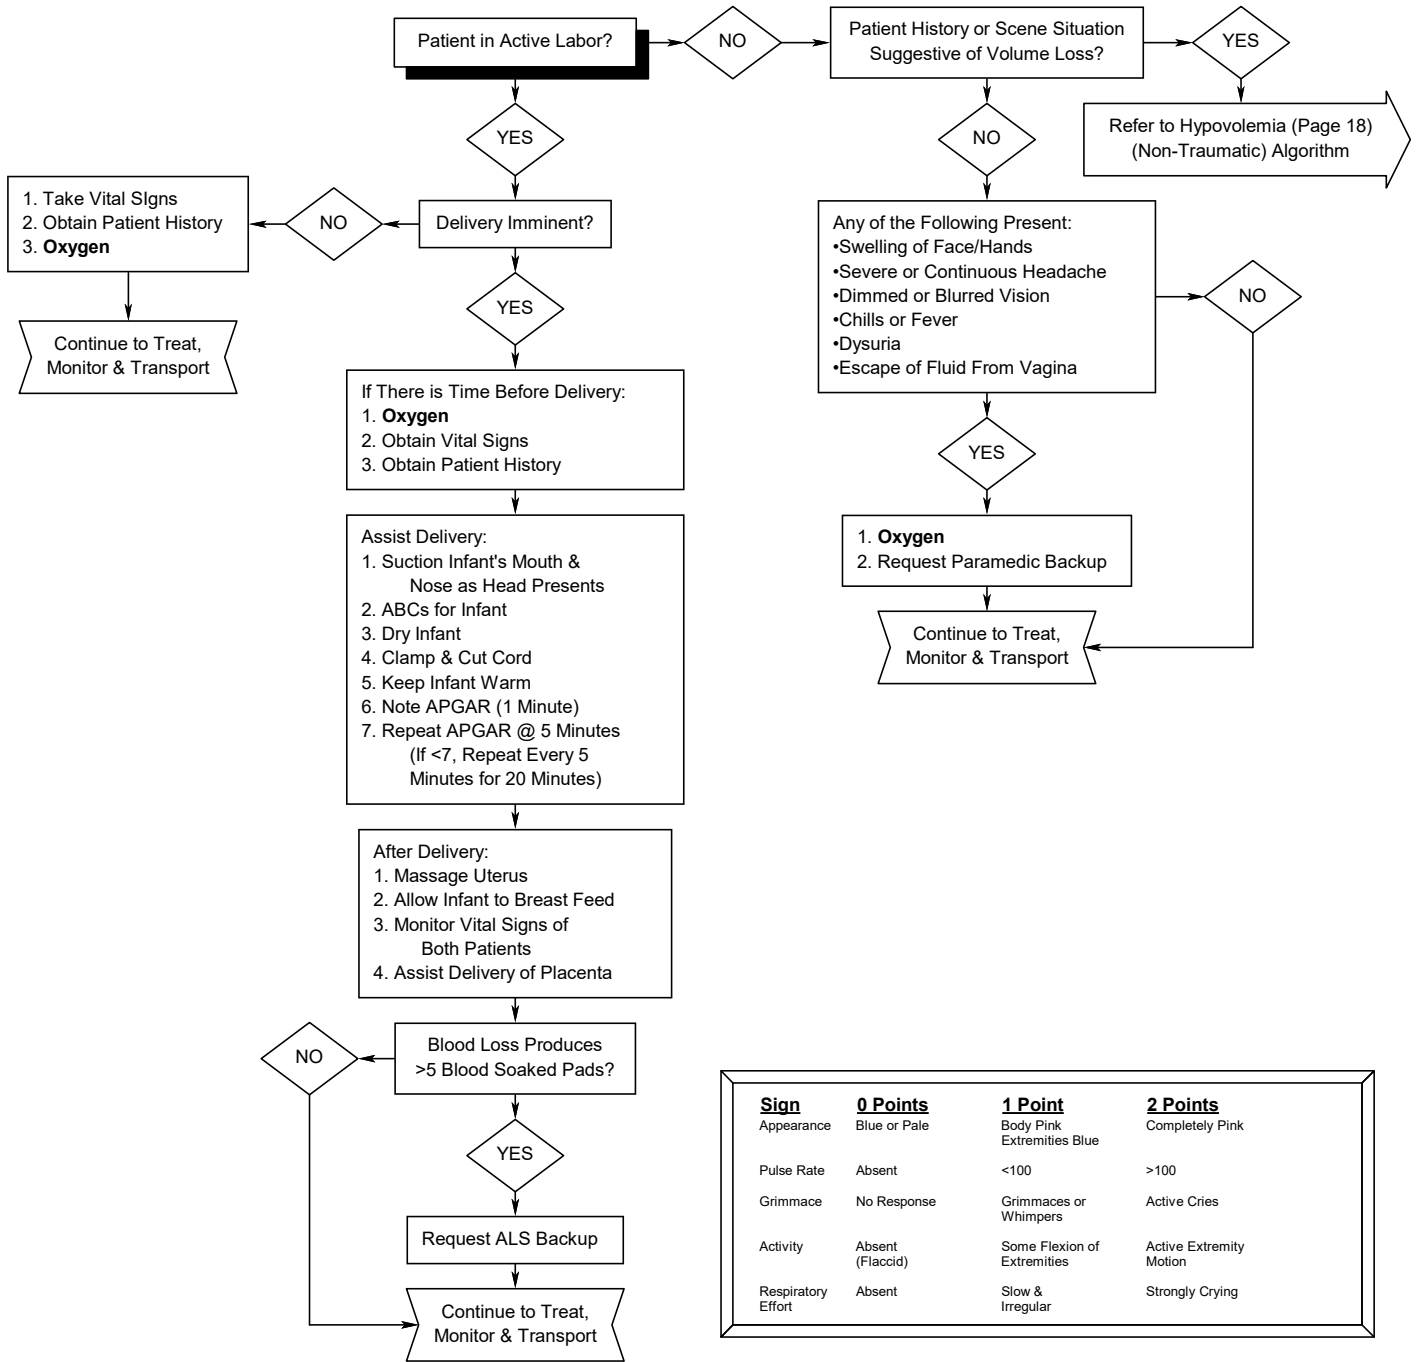 Patient in Active Labor?
NO
Patient History or Scene Situation
Suggestive of Volume Loss?
YES
Refer to Hypovolemia (Page 18)
(Non-Traumatic) Algorithm
YES
NO
Delivery Imminent?
NO
1. Take Vital SIgns
2. Obtain Patient History
3. Oxygen
Continue to Treat,
Monitor & Transport
YES
If There is Time Before Delivery:
1. Oxygen
2. Obtain Vital Signs
3. Obtain Patient History
Assist Delivery:
1. Suction Infant's Mouth &
Nose as Head Presents
2. ABCs for Infant
3. Dry Infant
4. Clamp & Cut Cord
5. Keep Infant Warm
6. Note APGAR (1 Minute)
7. Repeat APGAR @ 5 Minutes
(If <7, Repeat Every 5
Minutes for 20 Minutes)
After Delivery:
1. Massage Uterus
2. Allow Infant to Breast Feed
3. Monitor Vital Signs of
Both Patients
4. Assist Delivery of Placenta
Blood Loss Produces
>5 Blood Soaked Pads?
NO
YES
Request ALS Backup
Continue to Treat,
Monitor & Transport
Any of the Following Present:
•Swelling of Face/Hands
•Severe or Continuous Headache
•Dimmed or Blurred Vision
•Chills or Fever
•Dysuria
•Escape of Fluid From Vagina
NO
YES
1. Oxygen
2. Request Paramedic Backup
Continue to Treat,
Monitor & Transport
Sign 0 Points 1 Point 2 Points
Appearance Blue or Pale Body Pink Completely Pink
Extremities Blue
Pulse Rate Absent <100 >100
Grimmace No Response Grimmaces or Active Cries
Whimpers
Activity Absent Some Flexion of Active Extremity
(Flaccid) Extremities Motion
Respiratory Absent Slow & Strongly Crying
Effort Irregular